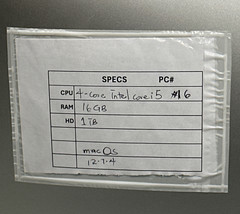 SPECS PC#
CPU 4-core intel core i5 #16
RAM 16GB
HD 1TB
macOS
12.7.4